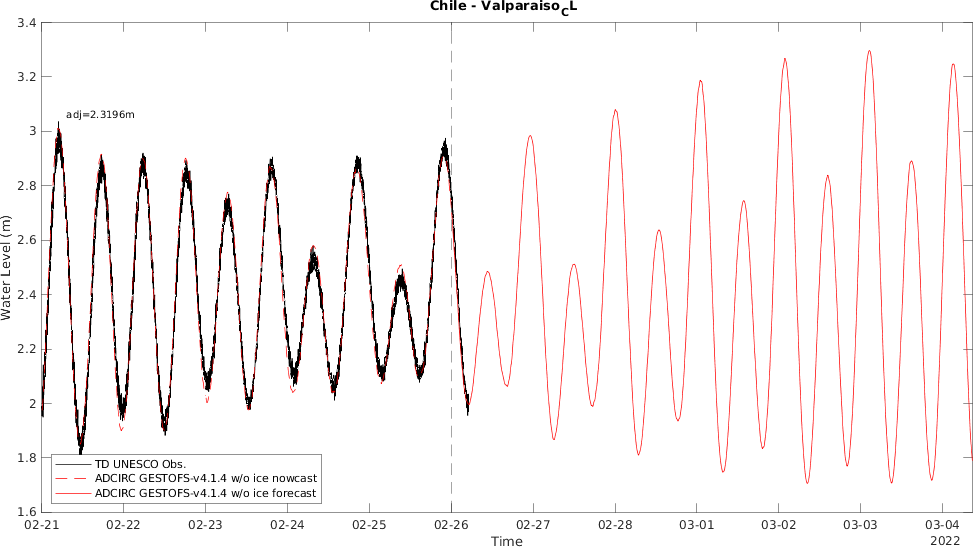 Chile - ValparaisoCL
3.4
3.2
3
2.8
2.6
2.4
2.2
2
1.8
1.6
Water Level (m)
adj=2.3196m
TD UNESCO Obs.
ADCIRC GESTOFS-v4.1.4 w/o ice nowcast
ADCIRC GESTOFS-v4.1.4 w/o ice forecast
02-21 02-22 02-23 02-24 02-25 02-26 02-27 02-28 03-01 03-02 03-03 03-04
Time
2022